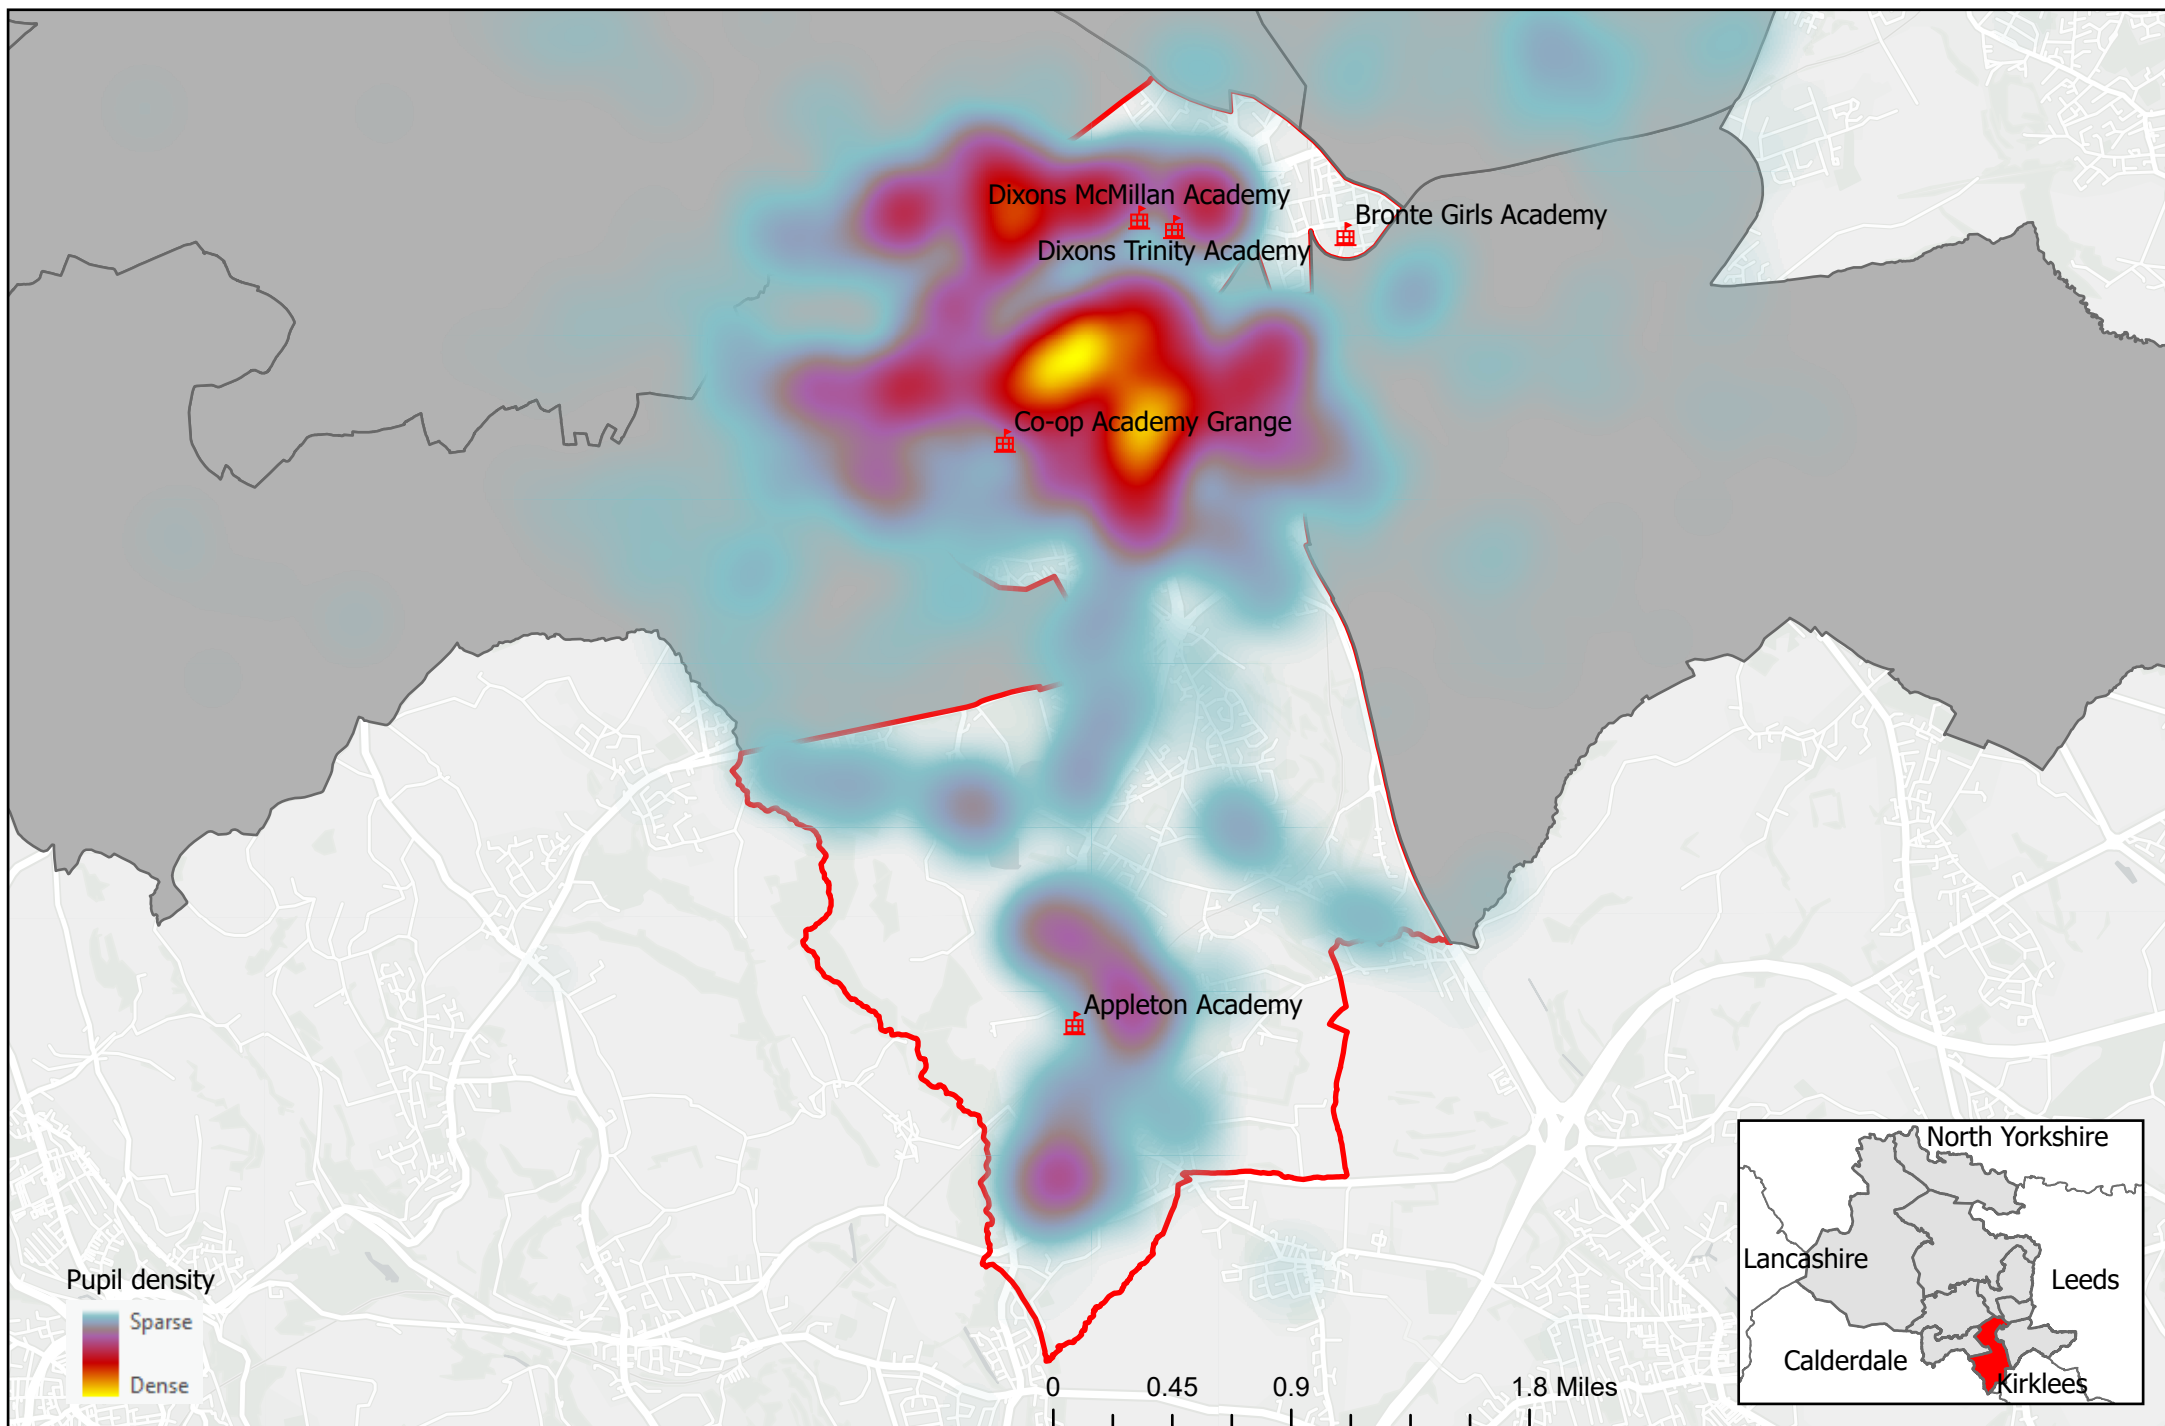 Dixons McMillan Academy
Bronte Girls Academy
Dixons Trinity Academy
Co-op Academy Grange
Appleton Academy
North Yorkshire
Lancashire
Leeds
Calderdale
Kirklees
Pupil density
Sparse
Dense
0 0.45 0.9 1.8 Miles